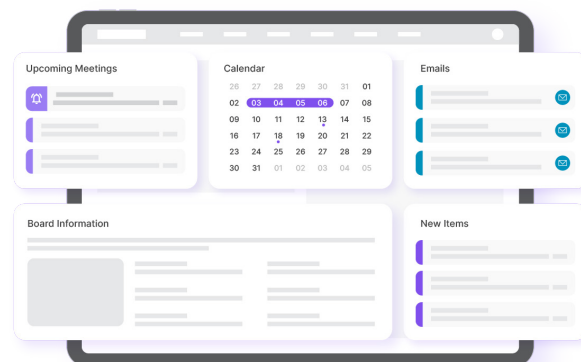 Upcoming Meetings
Calendar
26 27 28 29 30 31 01
02 03 04 05 06 07 08
09 10 11 12 13 14 15
16 17 18 19 20 21 22
23 24 25 26 27 28 29
30 31 01 02 03 04 05
Emails
Board Information
New Items